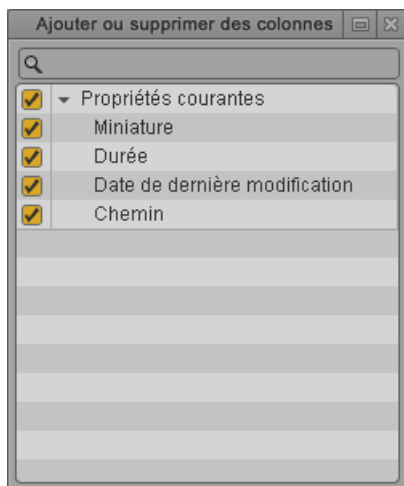 Ajouter ou supprimer des colonnes
Propriétés courantes
Miniature
Durée
Date de dernière modification
Chemin